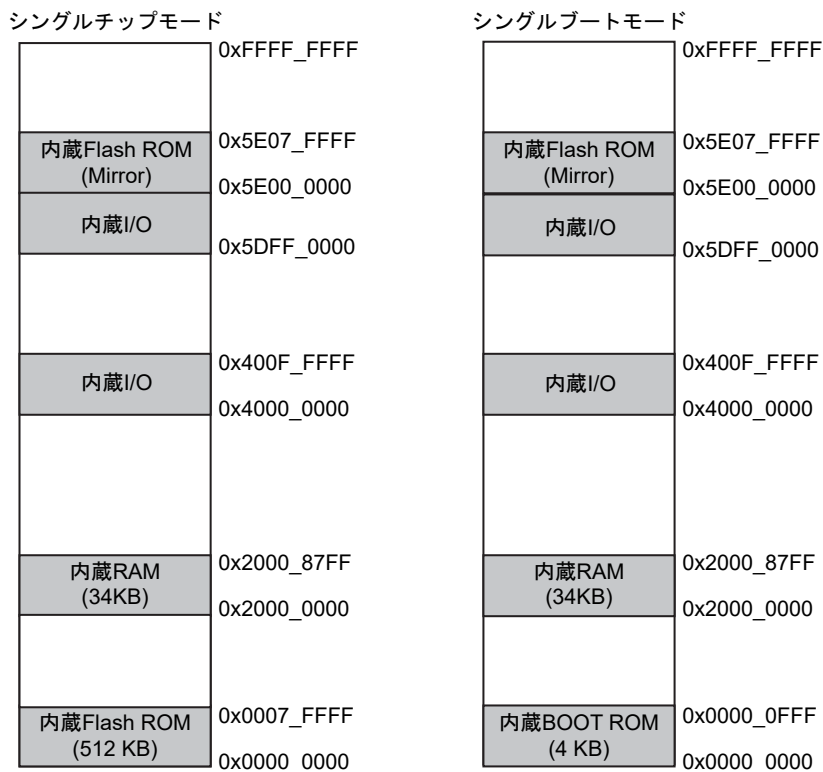 シングルチップモード
0xFFFF_FFFF
内蔵Flash ROM
(Mirror)
0x5E07_FFFF
0x5E00_0000
内蔵I/O
0x5DFF_0000
内蔵I/O
0x400F_FFFF
0x4000_0000
内蔵RAM
(34KB)
0x2000_87FF
0x2000_0000
内蔵Flash ROM
(512 KB)
0x0007_FFFF
0x0000_0000
シングルブートモード
0xFFFF_FFFF
内蔵Flash ROM
(Mirror)
0x5E07_FFFF
0x5E00_0000
内蔵I/O
0x5DFF_0000
内蔵I/O
0x400F_FFFF
0x4000_0000
内蔵RAM
(34KB)
0x2000_87FF
0x2000_0000
内蔵BOOT ROM
(4 KB)
0x0000_0FFF
0x0000_0000